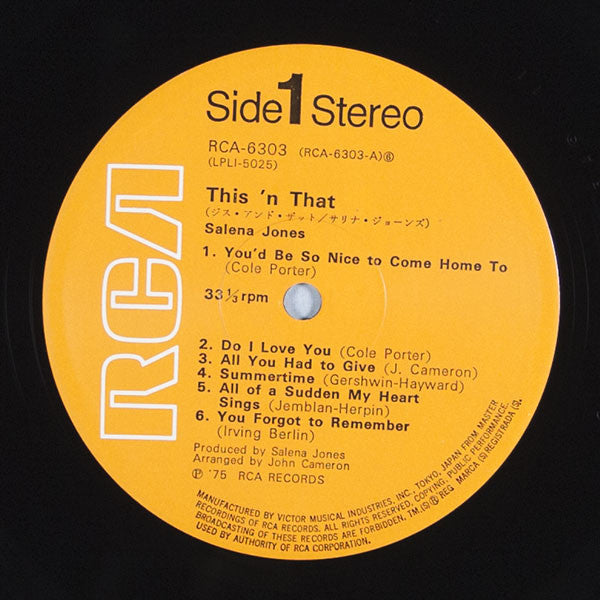 Side 1 Stereo
RCA-6303 (RCA-6303-A)⑥
(LPLI-5025)
RCA
This 'n That
(ジス・アンド・ザット/サリナ・ジョーンズ)
Salena Jones
1. You'd Be So Nice to Come Home To
(Cole Porter)
33 1/3 rpm
2. Do I Love You (Cole Porter)
3. All You Had to Give (J. Cameron)
4. Summertime (Gershwin-Hayward)
5. All of a Sudden My Heart
Sings (Jemblan-Herpin)
6. You Forgot to Remember
(Irving Berlin)
Produced by Salena Jones
Arranged by John Cameron
Ⓟ '75 RCA RECORDS
MANUFACTURED BY VICTOR MUSICAL INDUSTRIES, INC. TOKYO, JAPAN FROM MASTER
RECORDINGS OF RCA RECORDS. ALL RIGHTS RESERVED. COPYING, PUBLIC PERFORMANCE,
BROADCASTING OF THESE RECORDS ARE FORBIDDEN. TM.(S)® REG MARCA (S) REGISTRADA (S).
USED BY AUTHORITY OF RCA CORPORATION.